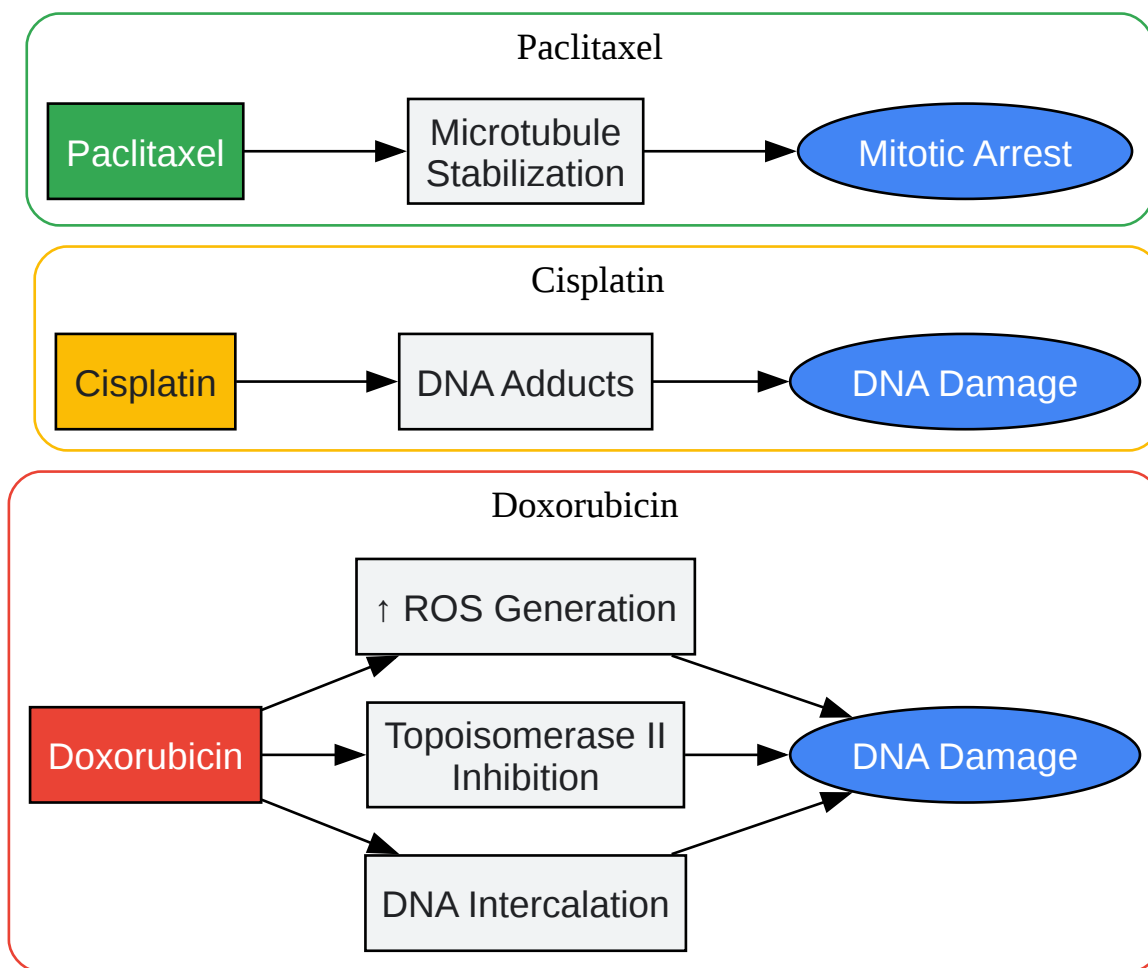 Paclitaxel
Paclitaxel
Microtubule
Stabilization
Mitotic Arrest
Cisplatin
Cisplatin
DNA Adducts
DNA Damage
Doxorubicin
↑ ROS Generation
Doxorubicin
Topoisomerase II
Inhibition
DNA Damage
DNA Intercalation